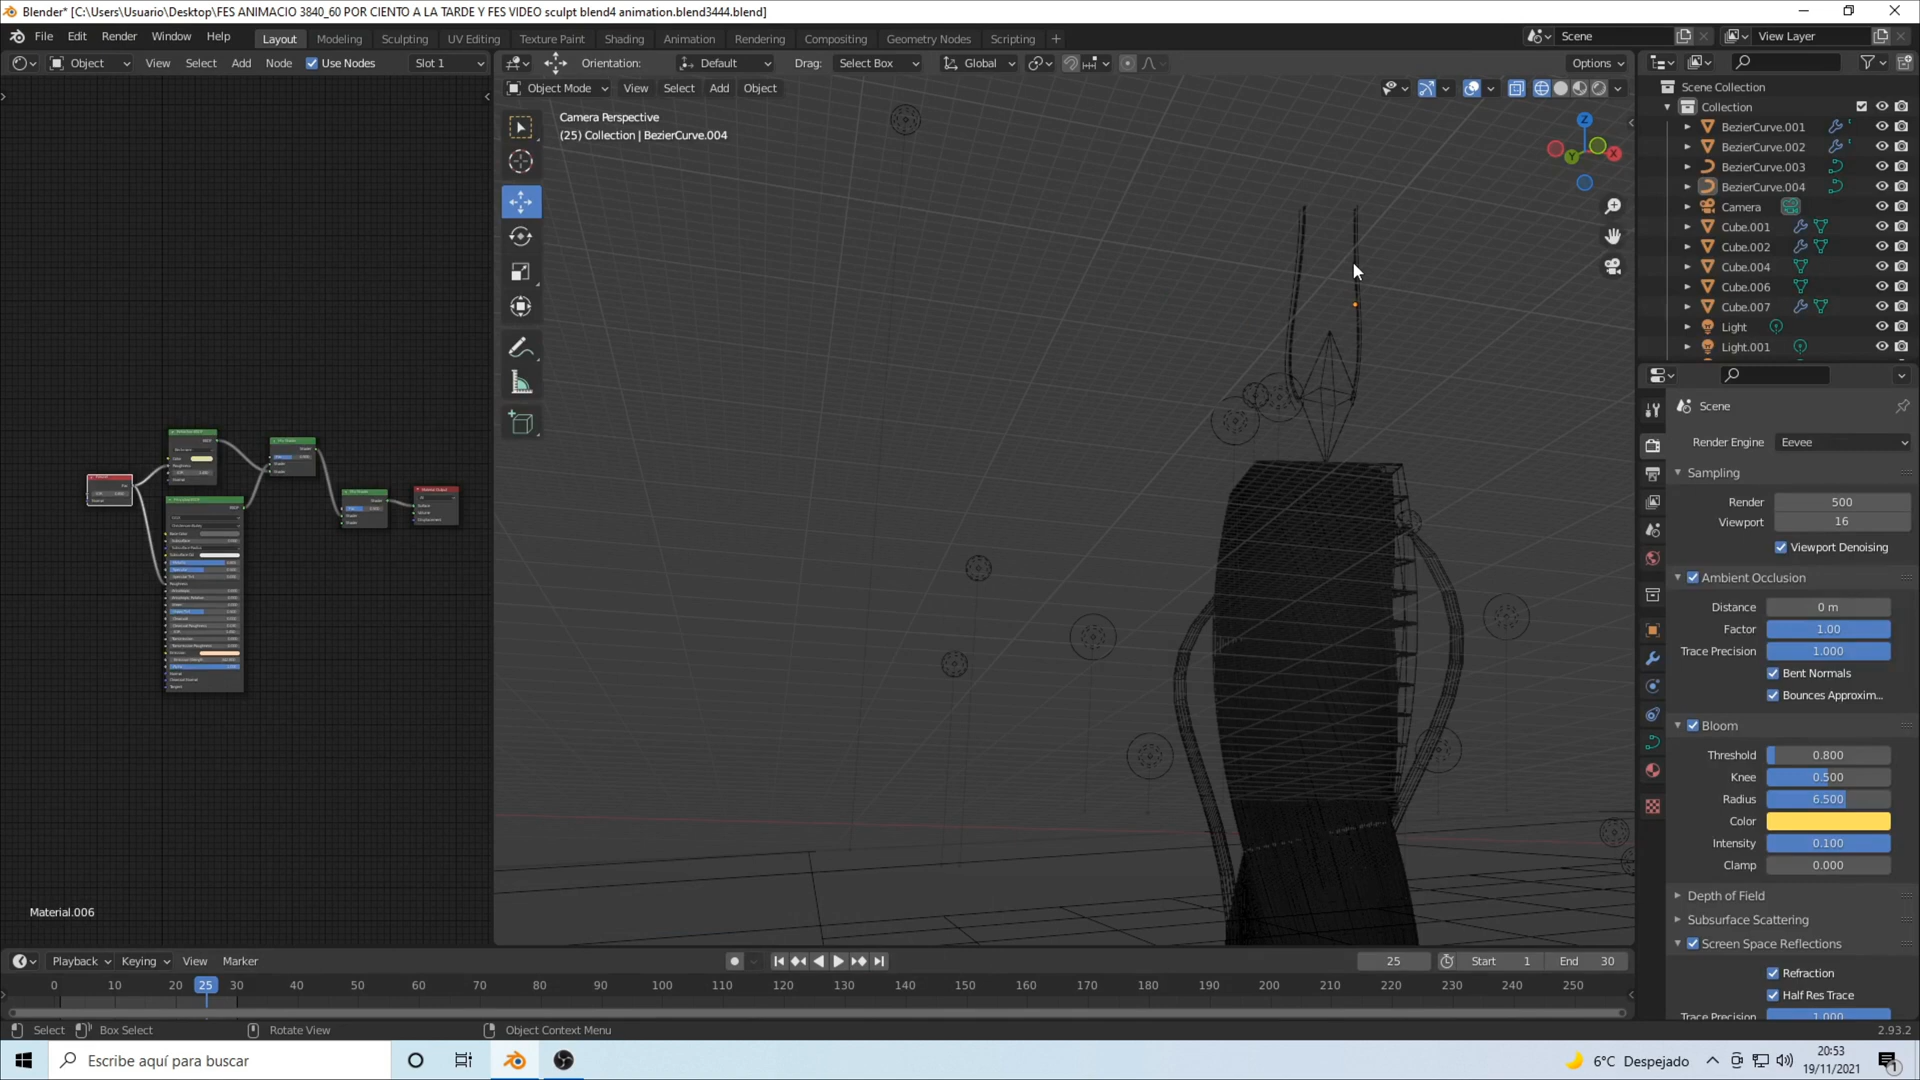 Blender* [C:\Users\Usuario\Desktop\FES ANIMACIO 3840_60 POR CIENTO A LA TARDE Y FES VIDEO sculpt blend4 animation.blend3444.blend]
File Edit Render Window Help Layout Modeling Sculpting UV Editing Texture Paint Shading Animation Rendering Compositing Geometry Nodes Scripting + Scene View Layer
Object View Select Add Node Use Nodes Slot 1 Orientation: Default Drag: Select Box Global Options
Object Mode View Select Add Object
Camera Perspective
(25) Collection | BezierCurve.004
Scene Collection
Collection
BezierCurve.001
BezierCurve.002
BezierCurve.003
BezierCurve.004
Camera
Cube.001
Cube.002
Cube.004
Cube.006
Cube.007
Light
Light.001
Z
Y
X
Scene
Render Engine Eevee
Sampling
Render 500
Viewport 16
Viewport Denoising
Ambient Occlusion
Distance 0 m
Factor 1.00
Trace Precision 1.000
Bent Normals
Bounces Approxim...
Bloom
Threshold 0.800
Knee 0.500
Radius 6.500
Color
Intensity 0.100
Clamp 0.000
Depth of Field
Subsurface Scattering
Screen Space Reflections
Refraction
Half Res Trace
Trace Precision 1.000
Material.006
Playback Keying View Marker 25 Start 1 End 30
0 10 20 25 30 40 50 60 70 80 90 100 110 120 130 140 150 160 170 180 190 200 210 220 230 240 250
Select Box Select Rotate View Object Context Menu 2.93.2
Escribe aquí para buscar
6°C Despejado
20:53
19/11/2021
1